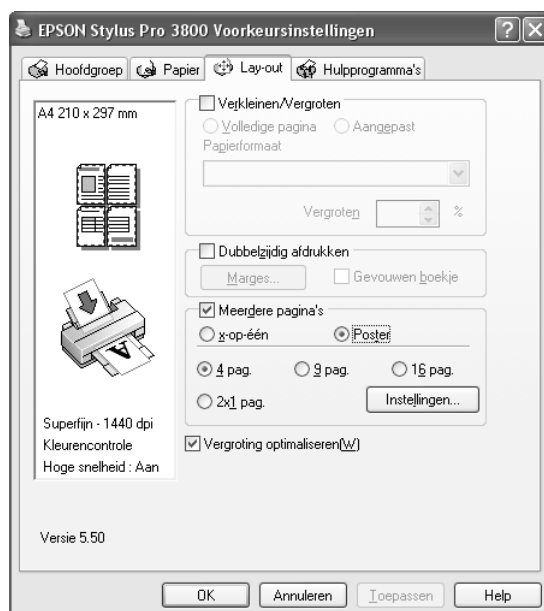 EPSON Stylus Pro 3800 Voorkeursinstellingen
Hoofdgroep Papier Lay-out Hulpprogramma's
A4 210 x 297 mm
Verkleinen/Vergroten
Volledige pagina Aangepast
Papierformaat
Vergroten %
Dubbelzijdig afdrukken
Marges... Gevouwen boekje
Meerdere pagina's
x-op-één Poster
4 pag. 9 pag. 16 pag.
2x1 pag. Instellingen...
Superfijn - 1440 dpi
Kleurencontrole
Hoge snelheid : Aan
Vergroting optimaliseren(W)
Versie 5.50
OK Annuleren Toepassen Help